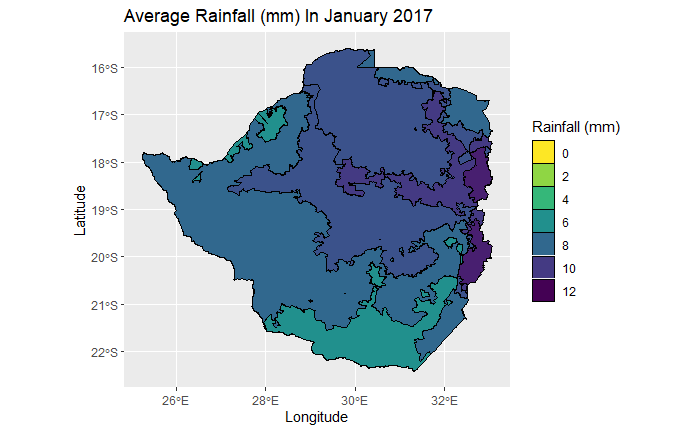 Average Rainfall (mm) In January 2017
16°S
17°S
18°S
19°S
20°S
21°S
22°S
Latitude
26°E
28°E
30°E
32°E
Longitude
Rainfall (mm)
0
2
4
6
8
10
12